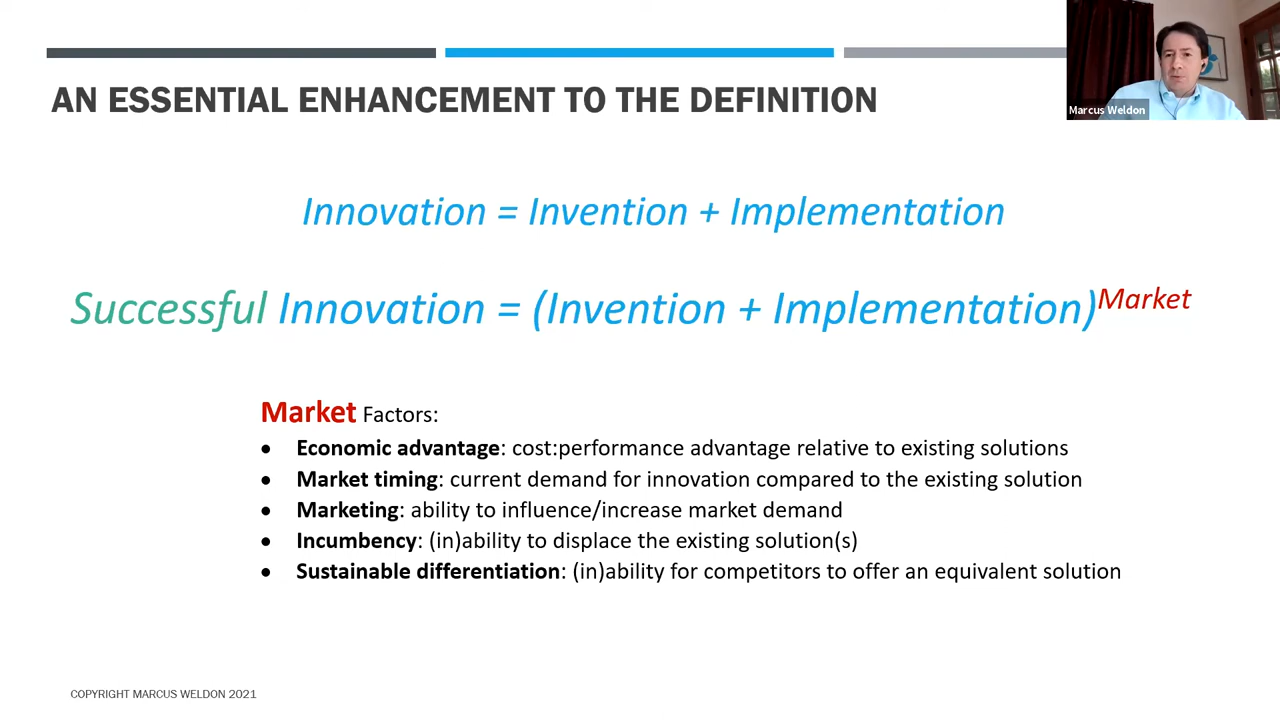 Marcus Weldon
AN ESSENTIAL ENHANCEMENT TO THE DEFINITION
Innovation = Invention + Implementation
Successful Innovation = (Invention + Implementation)Market
Market Factors:
• Economic advantage: cost:performance advantage relative to existing solutions
• Market timing: current demand for innovation compared to the existing solution
• Marketing: ability to influence/increase market demand
• Incumbency: (in)ability to displace the existing solution(s)
• Sustainable differentiation: (in)ability for competitors to offer an equivalent solution
COPYRIGHT MARCUS WELDON 2021